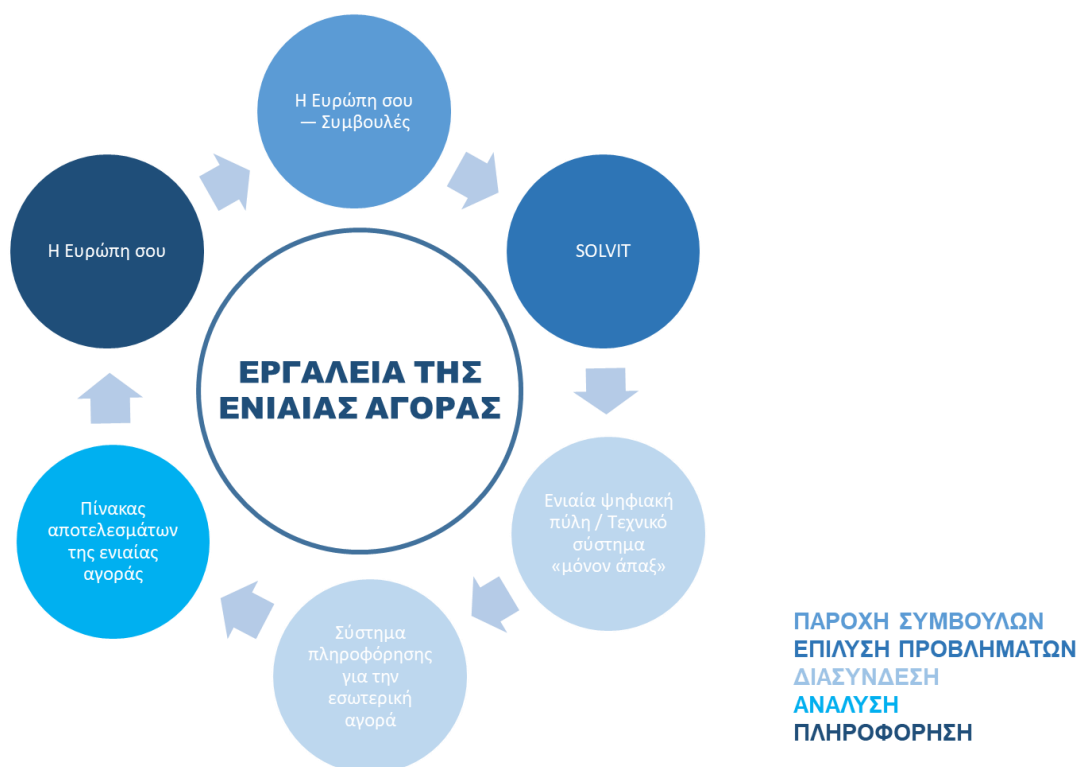 Η Ευρώπη σου
— Συμβουλές
Η Ευρώπη σου
SOLVIT
ΕΡΓΑΛΕΙΑ ΤΗΣ
ΕΝΙΑΙΑΣ ΑΓΟΡΑΣ
Πίνακας
αποτελεσμάτων
της ενιαίας
αγοράς
Ενιαία ψηφιακή
πύλη / Τεχνικό
σύστημα
«μόνον άπαξ»
Σύστημα
πληροφόρησης
για την
εσωτερική
αγορά
ΠΑΡΟΧΗ ΣΥΜΒΟΥΛΩΝ
ΕΠΙΛΥΣΗ ΠΡΟΒΛΗΜΑΤΩΝ
ΔΙΑΣΥΝΔΕΣΗ
ΑΝΑΛΥΣΗ
ΠΛΗΡΟΦΟΡΗΣΗ